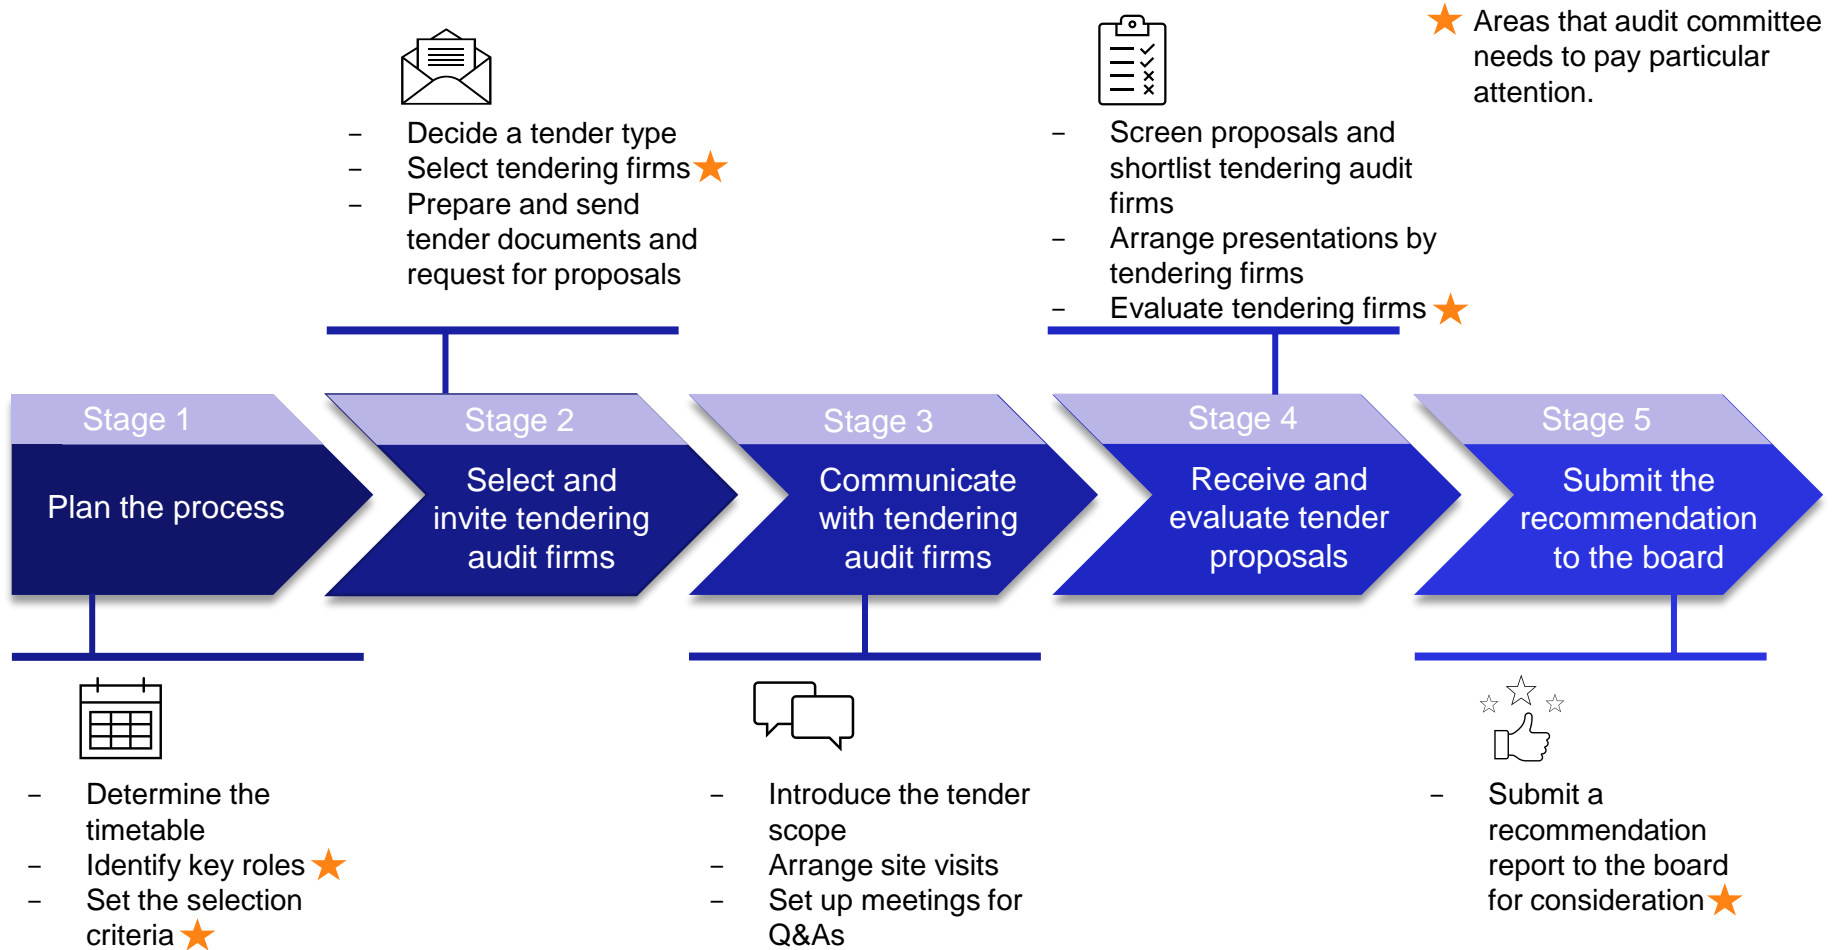 ★ Areas that audit committee
needs to pay particular
attention.
– Decide a tender type
– Select tendering firms ★
– Prepare and send
tender documents and
request for proposals
– Screen proposals and
shortlist tendering audit
firms
– Arrange presentations by
tendering firms
– Evaluate tendering firms ★
Stage 1
Plan the process
Stage 2
Select and
invite tendering
audit firms
Stage 3
Communicate
with tendering
audit firms
Stage 4
Receive and
evaluate tender
proposals
Stage 5
Submit the
recommendation
to the board
– Determine the
timetable
– Identify key roles ★
– Set the selection
criteria ★
– Introduce the tender
scope
– Arrange site visits
– Set up meetings for
Q&As
– Submit a
recommendation
report to the board
for consideration ★